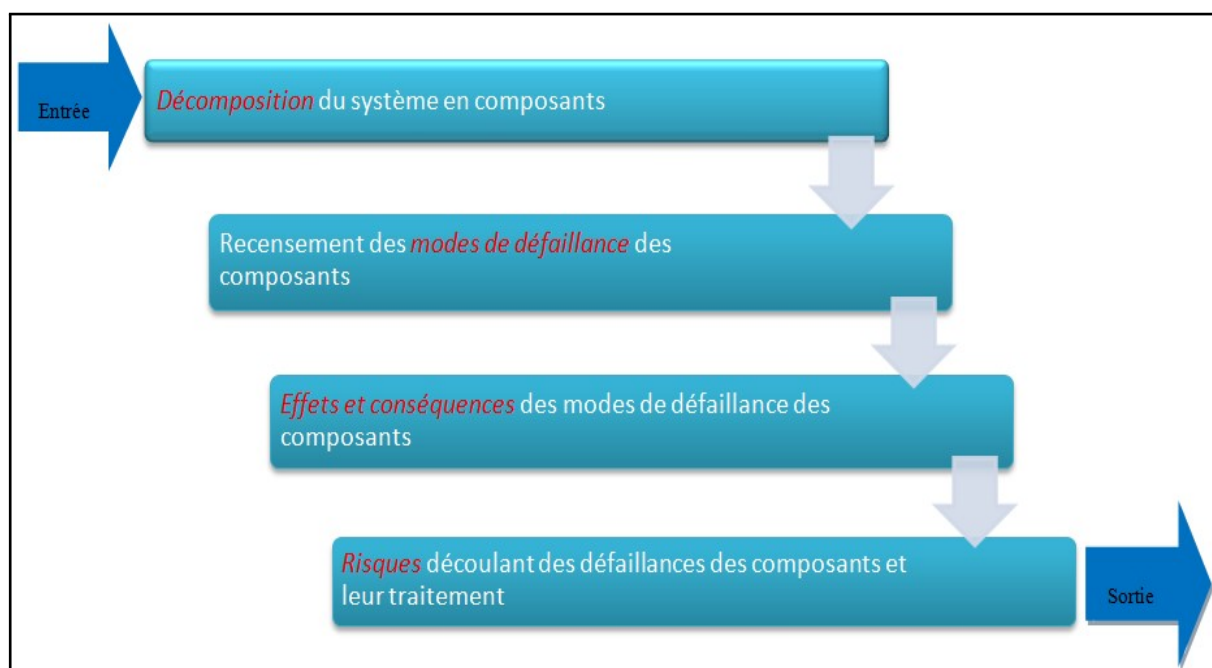 Entrée
Décomposition du système en composants
Recensement des modes de défaillance des
composants
Effets et conséquences des modes de défaillance des
composants
Risques découlant des défaillances des composants et
leur traitement
Sortie